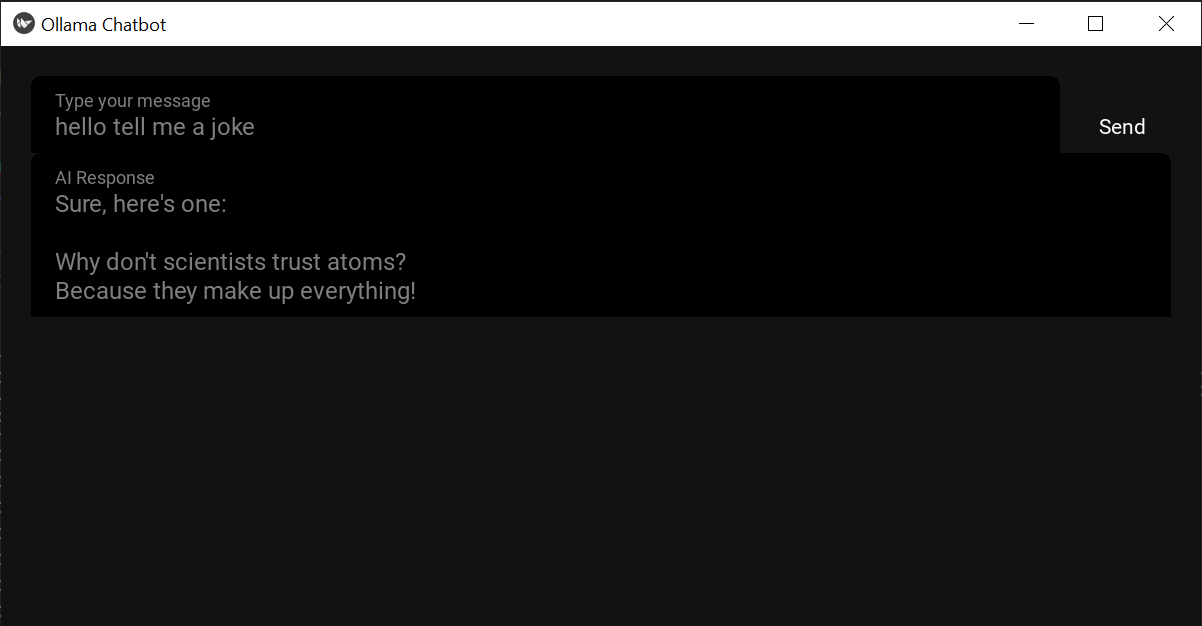 Ollama Chatbot
Type your message
hello tell me a joke
Send
AI Response
Sure, here's one:
Why don't scientists trust atoms?
Because they make up everything!